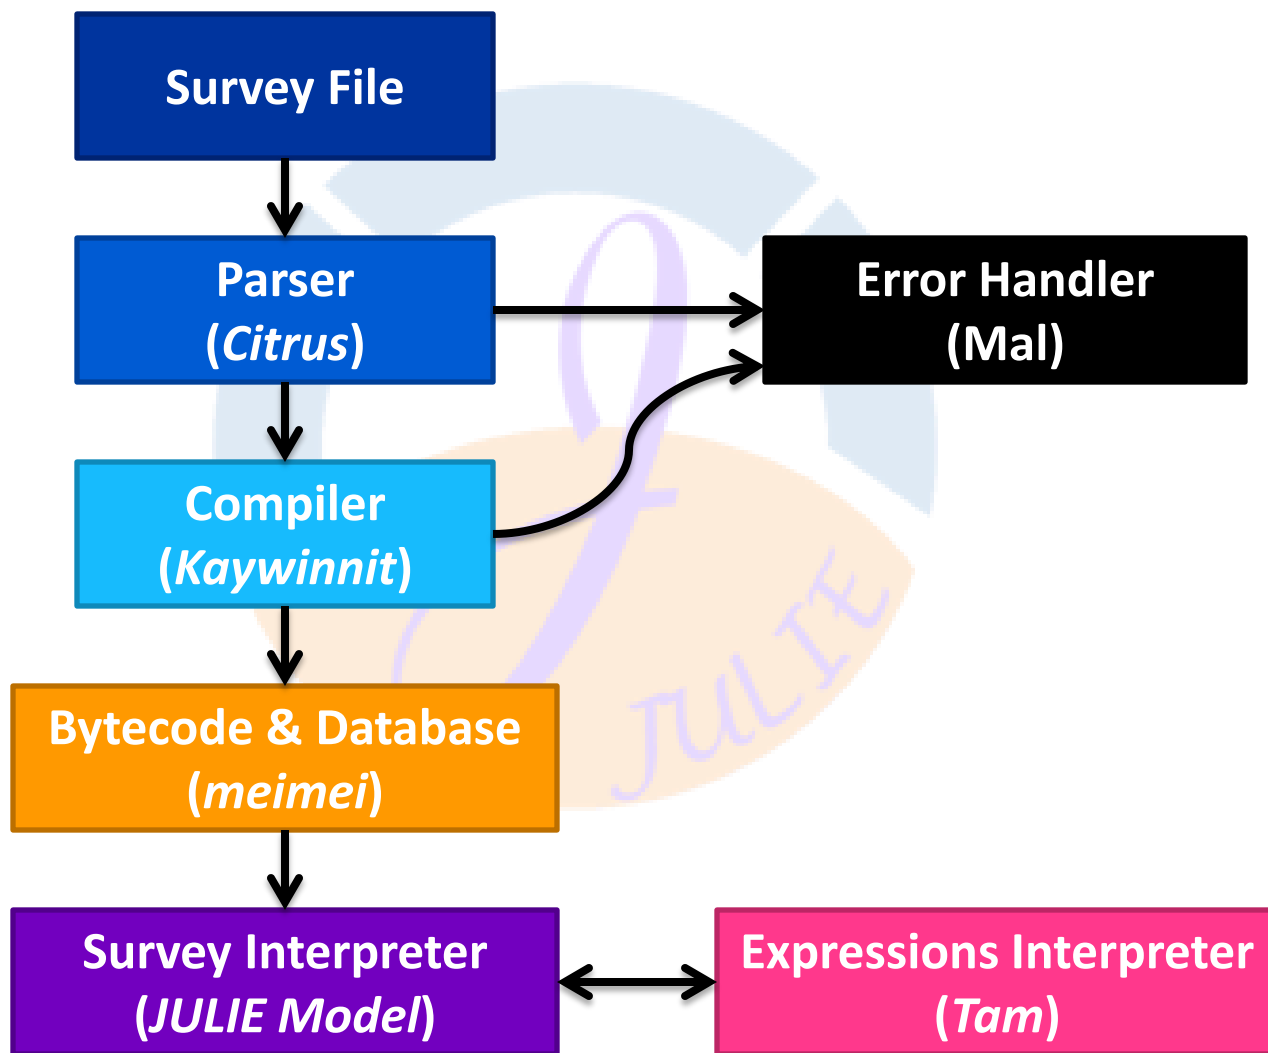 Survey File
Parser
(Citrus)
Error Handler
(Mal)
Compiler
(Kaywinnit)
JULIE
Bytecode & Database
(meimei)
Survey Interpreter
(JULIE Model)
Expressions Interpreter
(Tam)